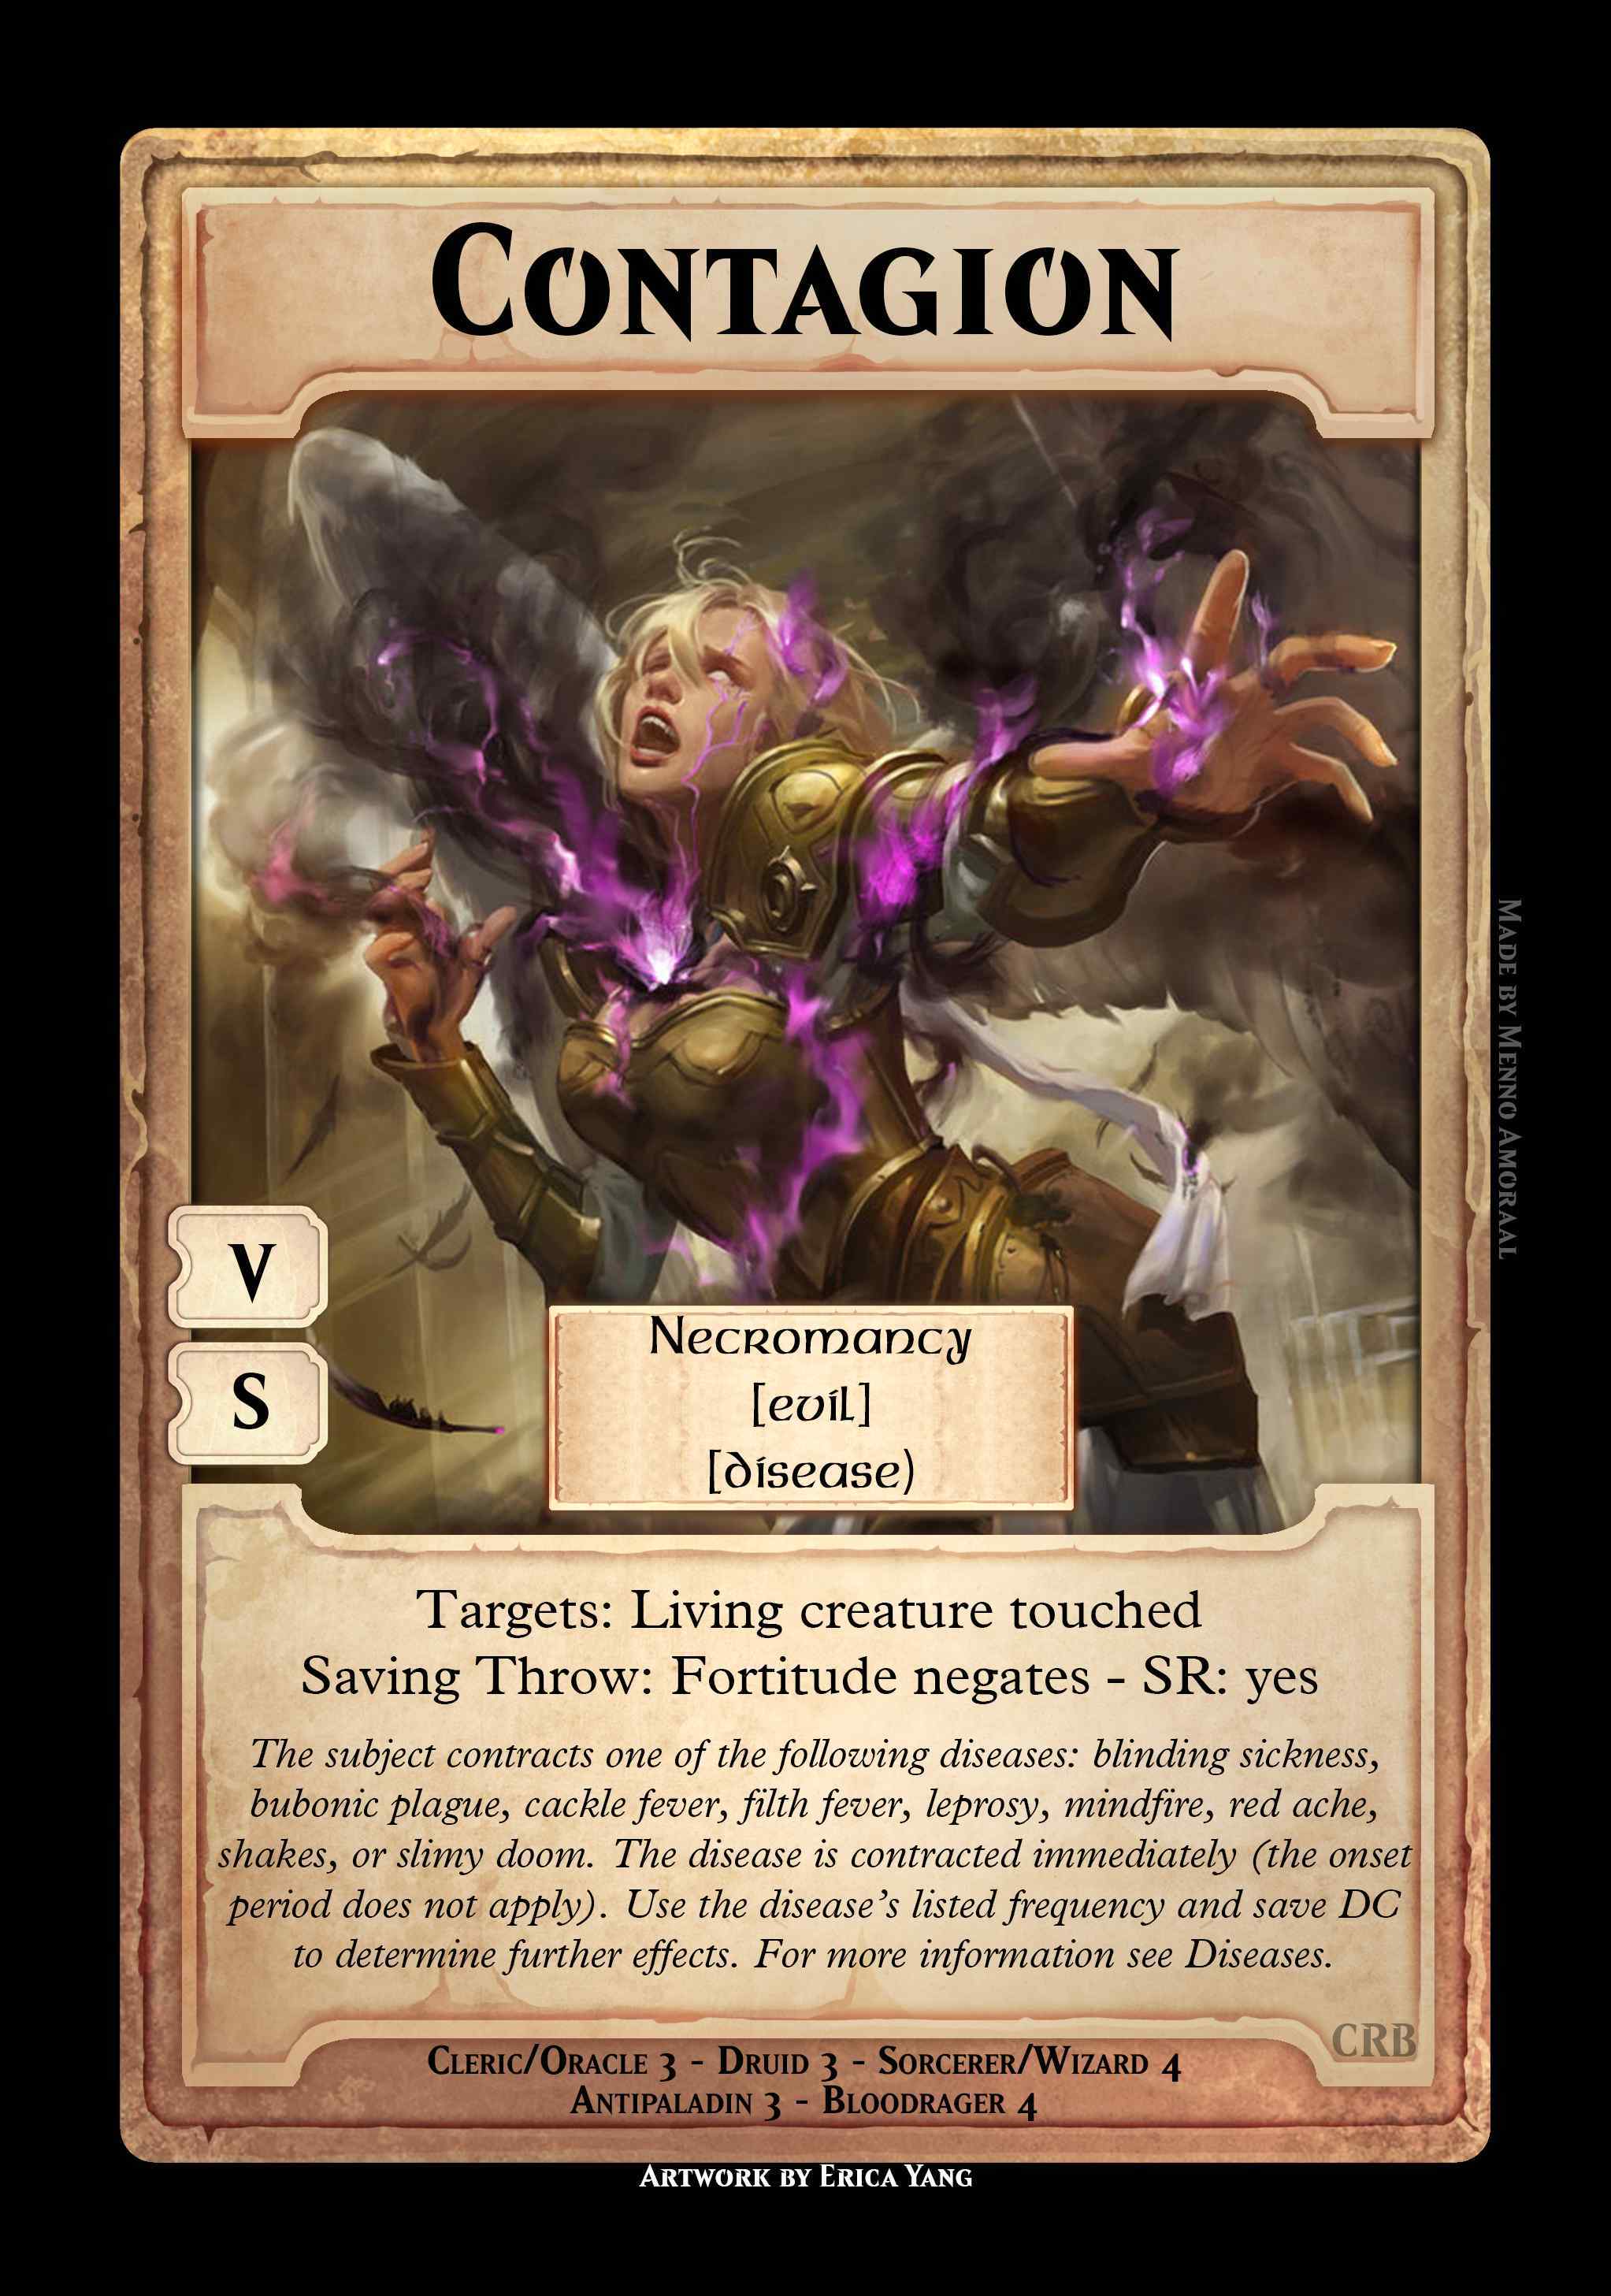 Contagion
Made by Menno Amoraal
V
S
Necromancy
[evil]
[disease)
Targets: Living creature touched
Saving Throw: Fortitude negates - SR: yes
The subject contracts one of the following diseases: blinding sickness,
bubonic plague, cackle fever, filth fever, leprosy, mindfire, red ache,
shakes, or slimy doom. The disease is contracted immediately (the onset
period does not apply). Use the disease’s listed frequency and save DC
to determine further effects. For more information see Diseases.
CRB
Cleric/Oracle 3 - Druid 3 - Sorcerer/Wizard 4
Antipaladin 3 - Bloodrager 4
Artwork by Erica Yang